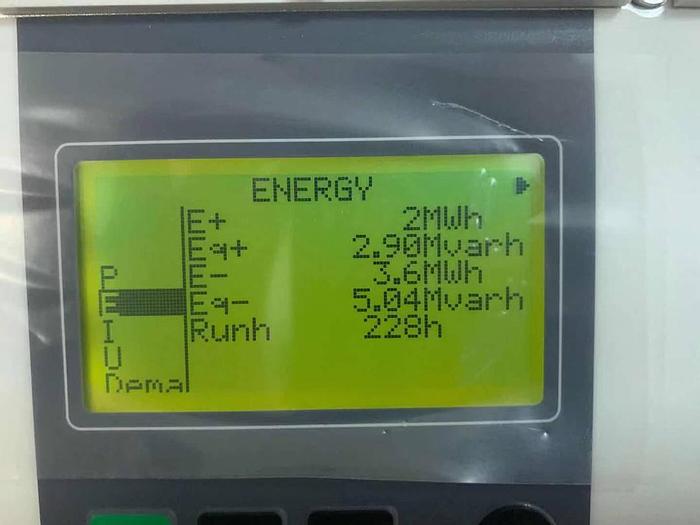 ENERGY
E+ 2MWh
Eq+ 2.90Mvarh
P
E- 3.6MWh
E
Eq- 5.04Mvarh
I
Runh 228h
U
Dema